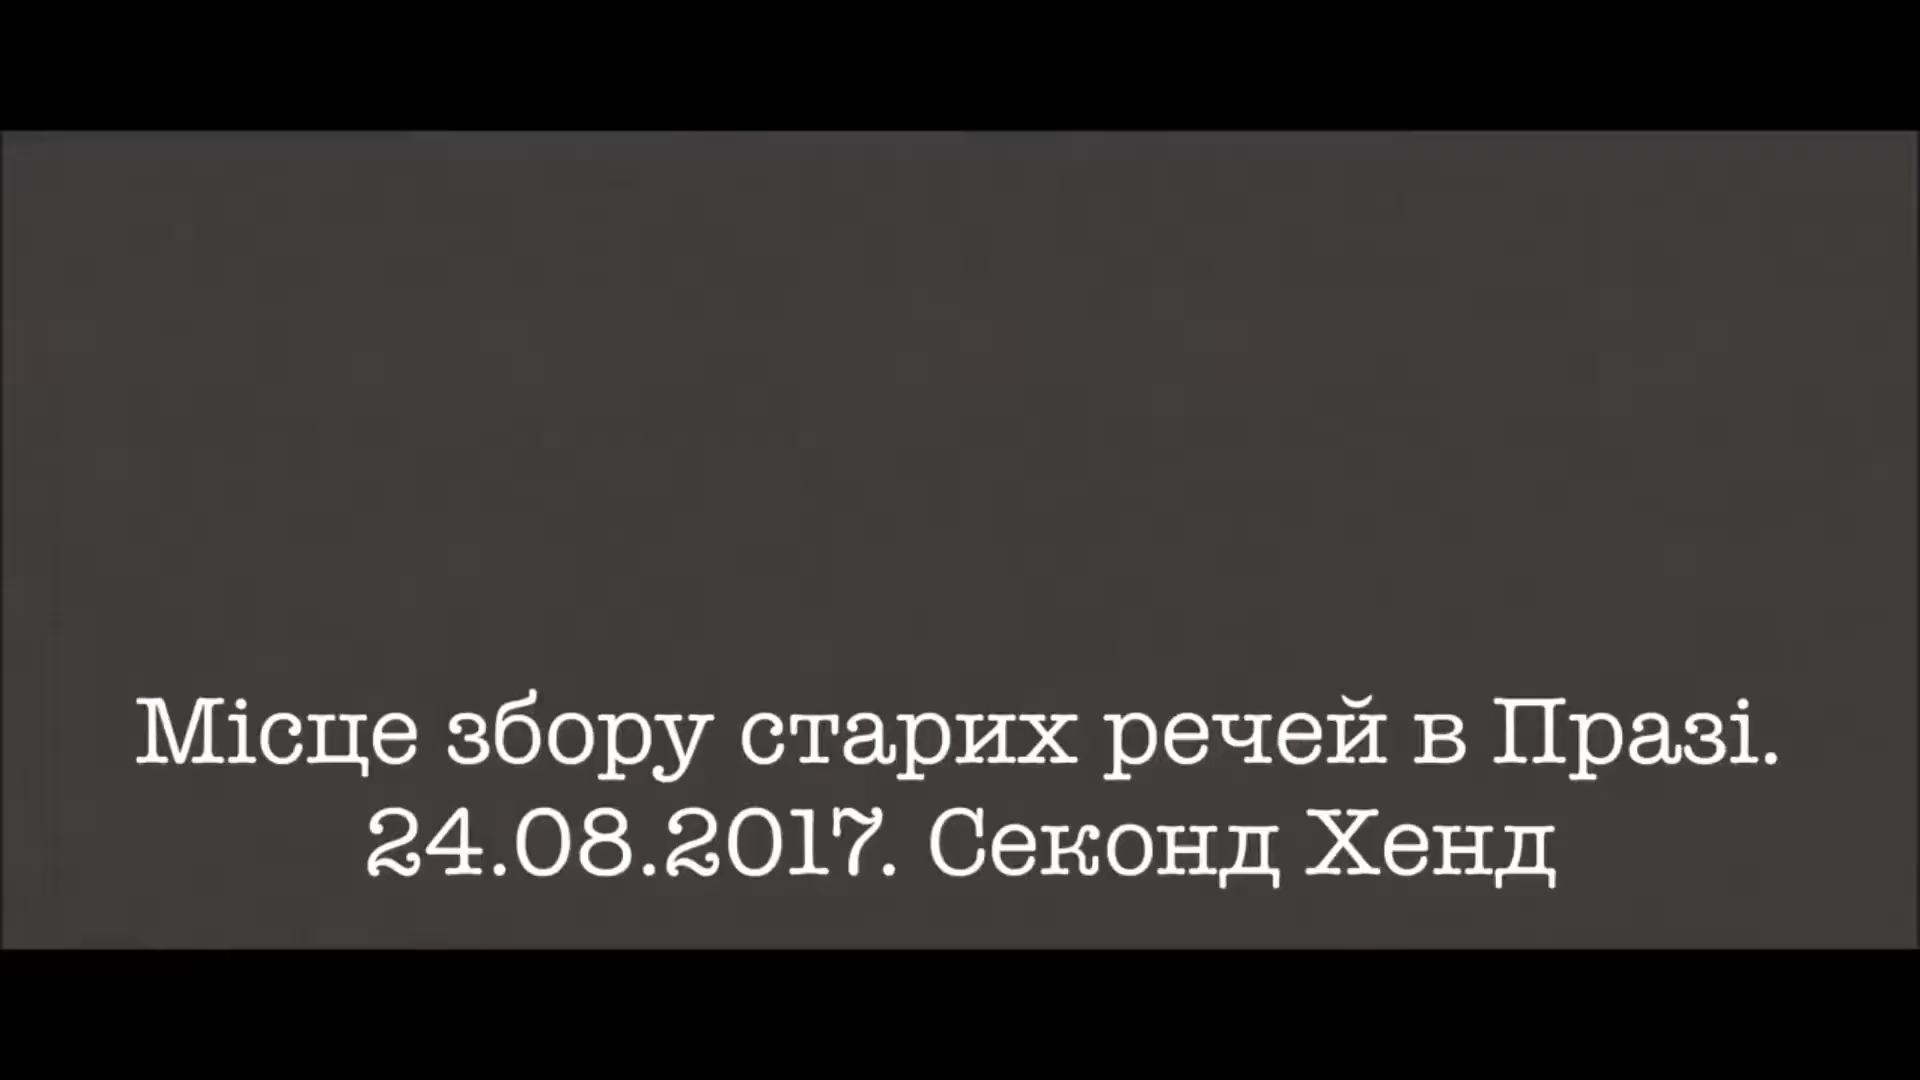 Місце збору старих речей в Празі.
24.08.2017. Секонд Хенд